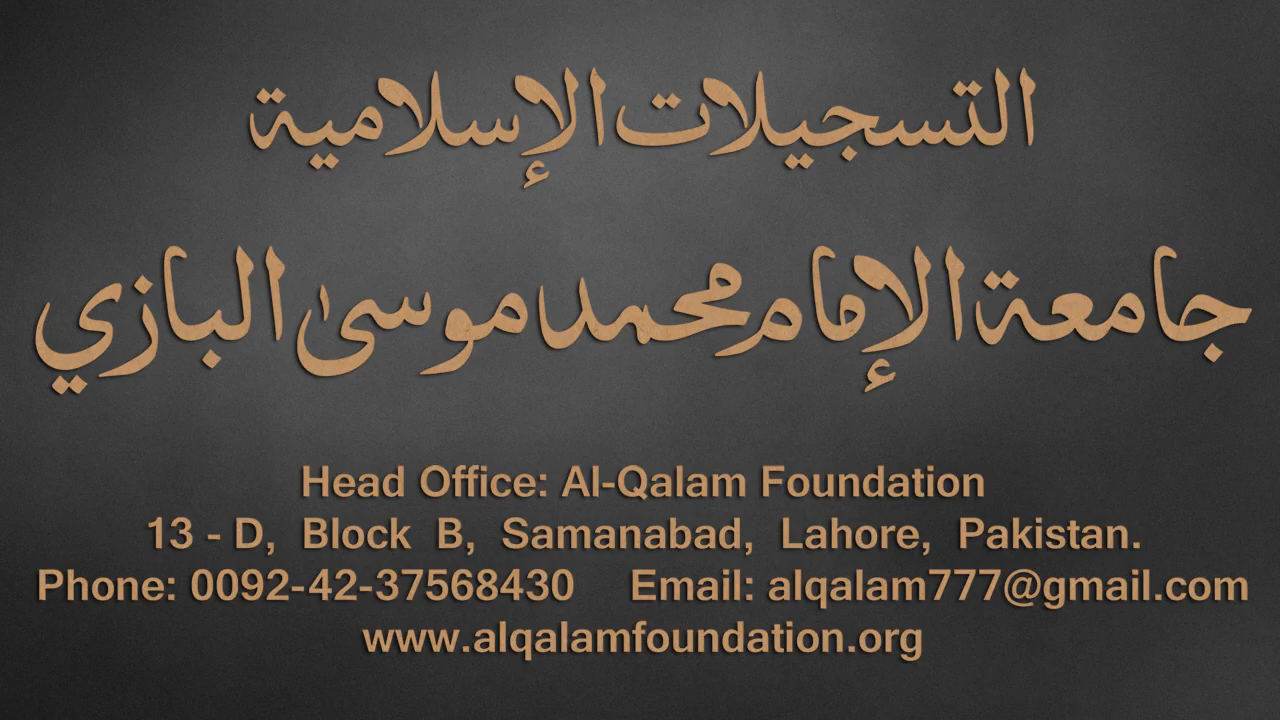 التسجيلات الإسلامية
جامعة الإمام محمد موسىٰ البازي
Head Office: Al-Qalam Foundation
13 - D, Block B, Samanabad, Lahore, Pakistan.
Phone: 0092-42-37568430 Email: alqalam777@gmail.com
www.alqalamfoundation.org